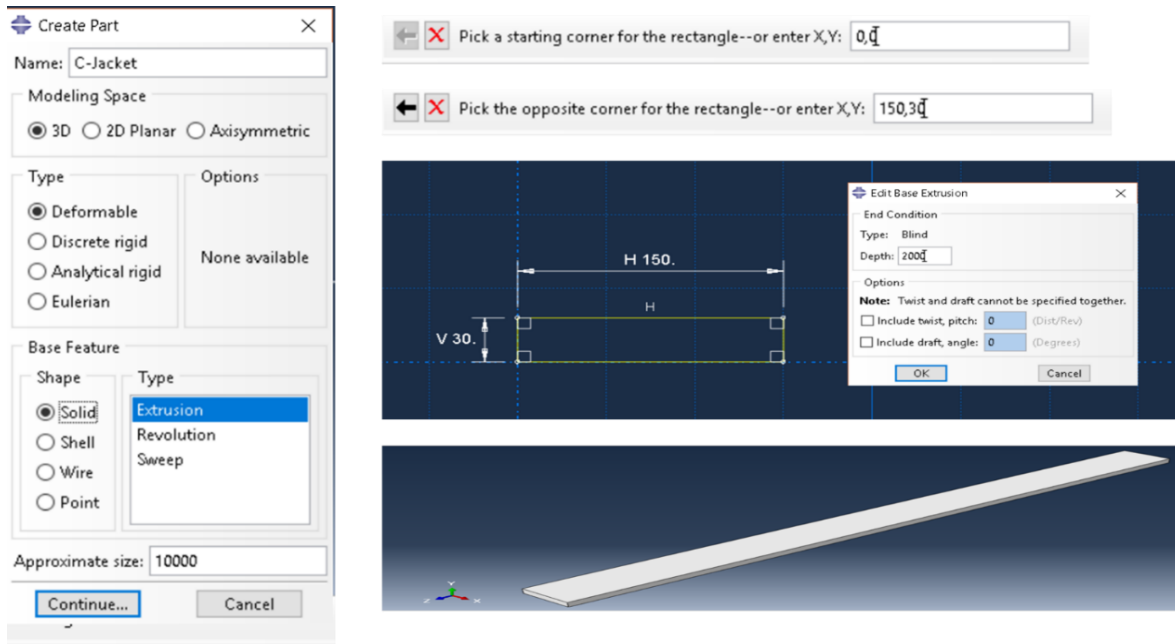 Create Part
Name: C-Jacket
Modeling Space
3D 2D Planar Axisymmetric
Type
Deformable
Discrete rigid
Analytical rigid
Eulerian
Options
None available
Base Feature
Shape
Solid
Shell
Wire
Point
Type
Extrusion
Revolution
Sweep
Approximate size: 10000
Continue... Cancel
Pick a starting corner for the rectangle--or enter X,Y: 0,0
Pick the opposite corner for the rectangle--or enter X,Y: 150,30
H 150.
H
V 30.
Edit Base Extrusion
End Condition
Type: Blind
Depth: 2000
Options
Note: Twist and draft cannot be specified together.
Include twist, pitch: 0 (Dist/Rev)
Include draft, angle: 0 (Degrees)
OK Cancel
Y
Z X